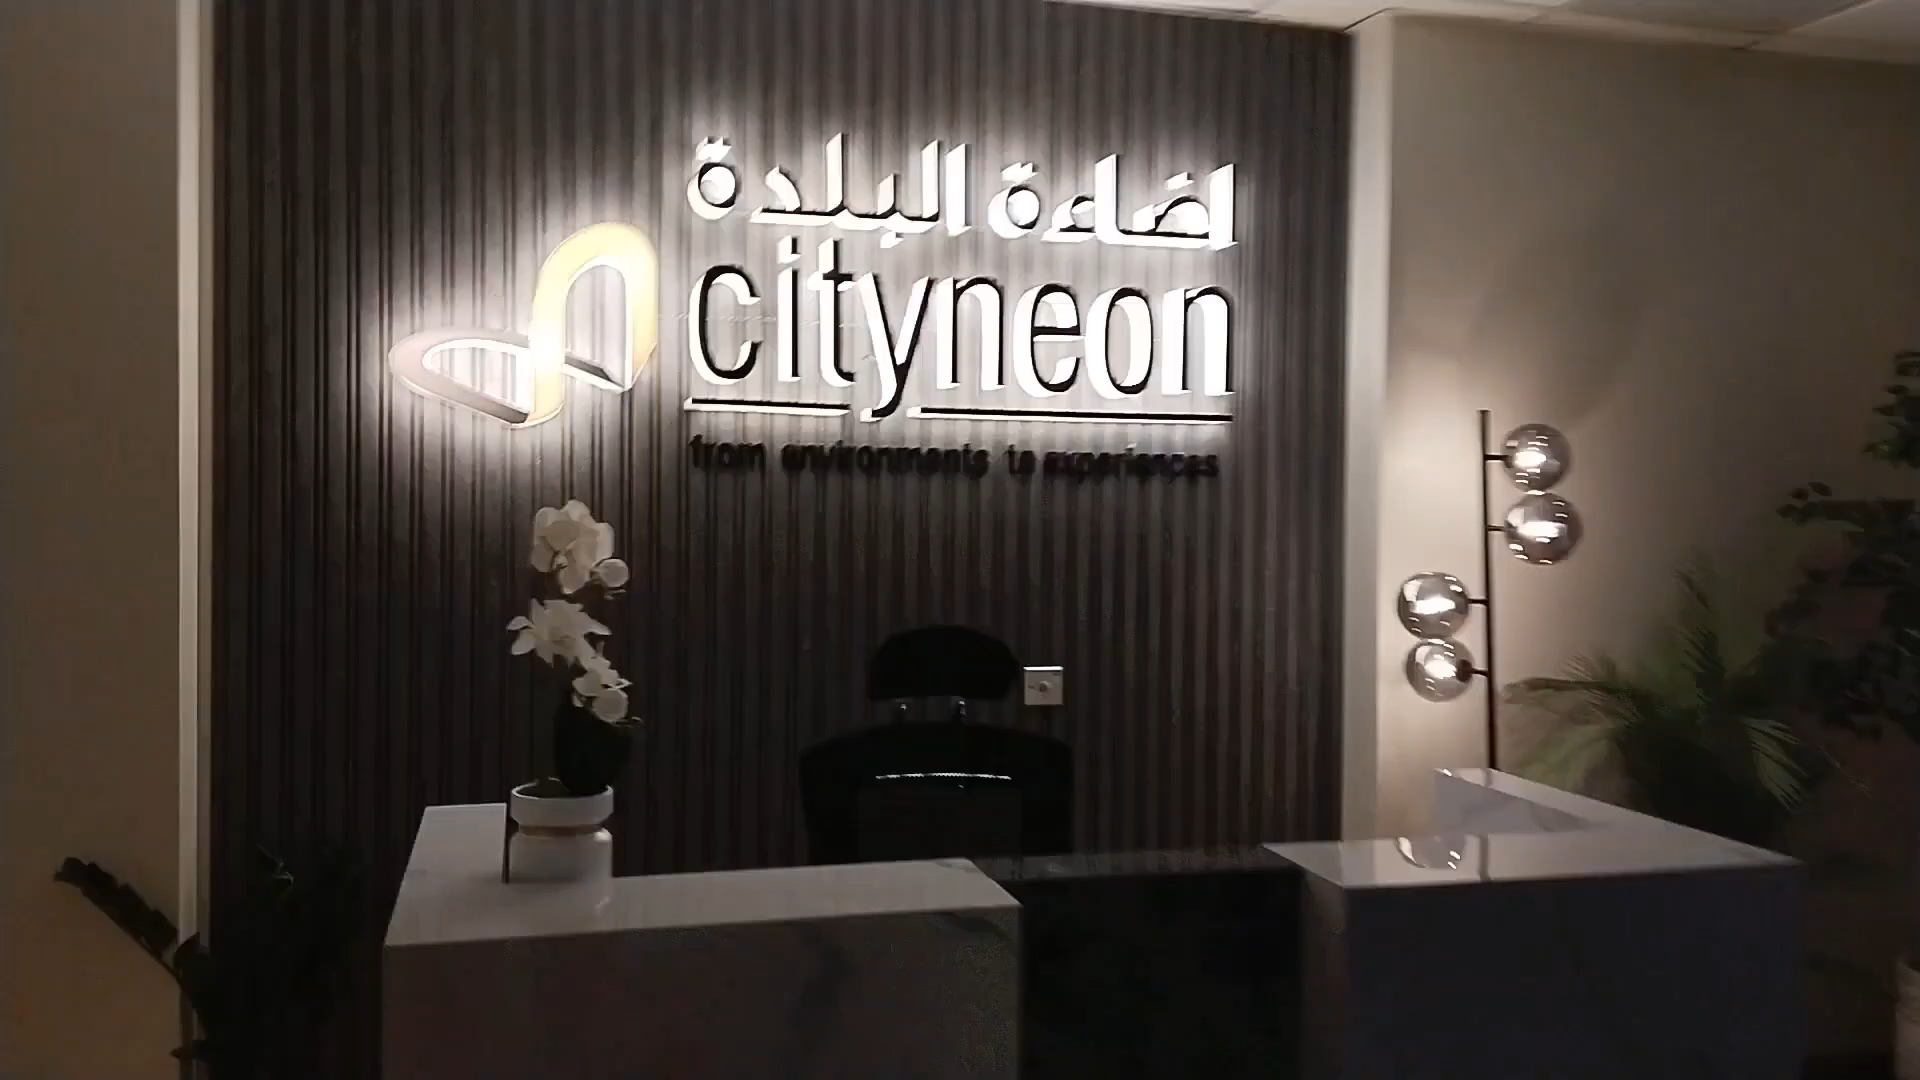 اضاءة البلدة
cityneon
from environments to experiences